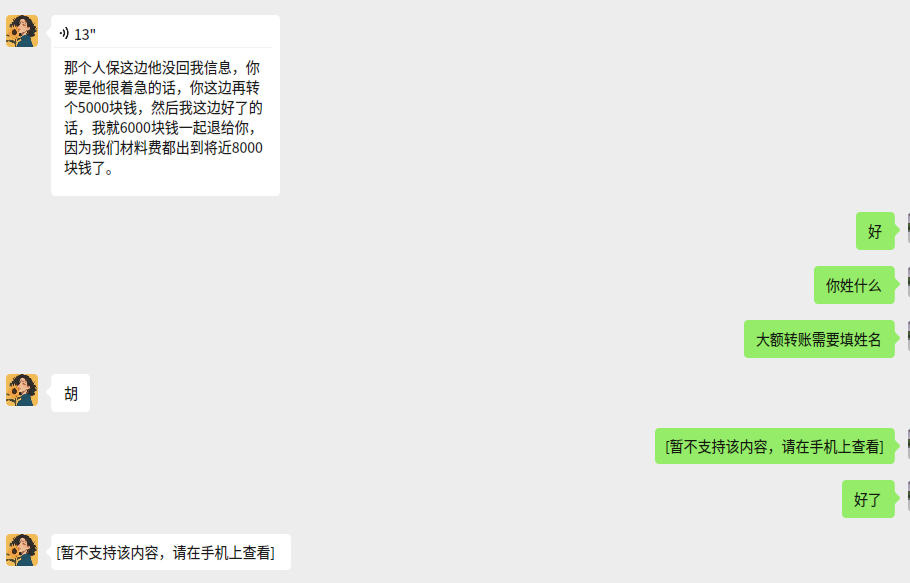 13"
那个人保这边他没回我信息，你
要是他很着急的话，你这边再转
个5000块钱，然后我这边好了的
话，我就6000块钱一起退给你，
因为我们材料费都出到将近8000
块钱了。
好
你姓什么
大额转账需要填姓名
胡
[暂不支持该内容，请在手机上查看]
好了
[暂不支持该内容，请在手机上查看]